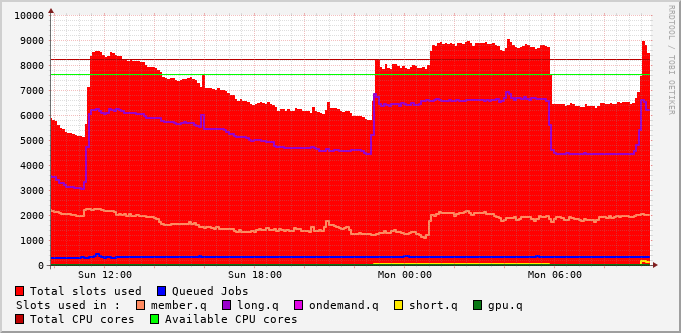 RRDTOOL / TOBI OETIKER
10000
9000
8000
7000
6000
5000
4000
3000
2000
1000
0
Sun 12:00 Sun 18:00 Mon 00:00 Mon 06:00
Total slots used Queued Jobs
Slots used in : member.q long.q ondemand.q short.q gpu.q
Total CPU cores Available CPU cores